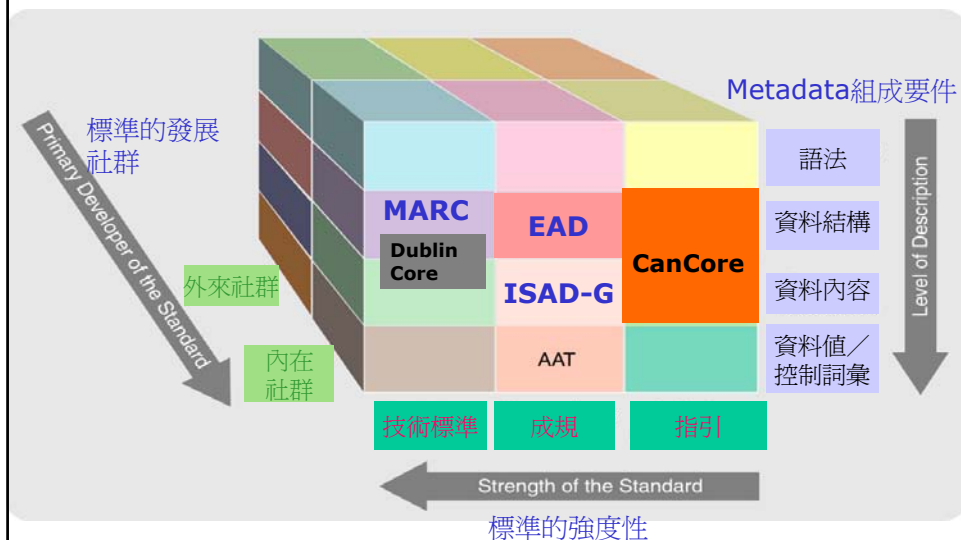 Metadata組成要件
標準的發展
社群
Primary Developer of the Standard
外來社群
內在
社群
MARC
Dublin
Core
EAD
ISAD-G
CanCore
AAT
語法
資料結構
資料內容
資料值／
控制詞彙
Level of Description
技術標準
成規
指引
Strength of the Standard
標準的強度性